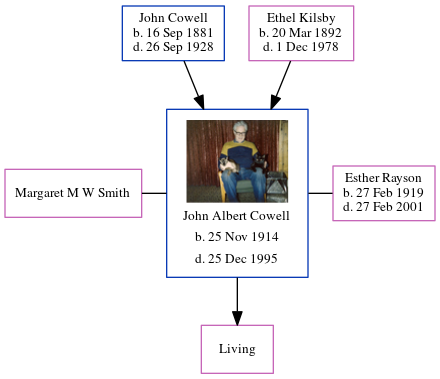 John Cowell
b. 16 Sep 1881
d. 26 Sep 1928
Ethel Kilsby
b. 20 Mar 1892
d. 1 Dec 1978
Margaret M W Smith
John Albert Cowell
b. 25 Nov 1914
d. 25 Dec 1995
Esther Rayson
b. 27 Feb 1919
d. 27 Feb 2001
Living